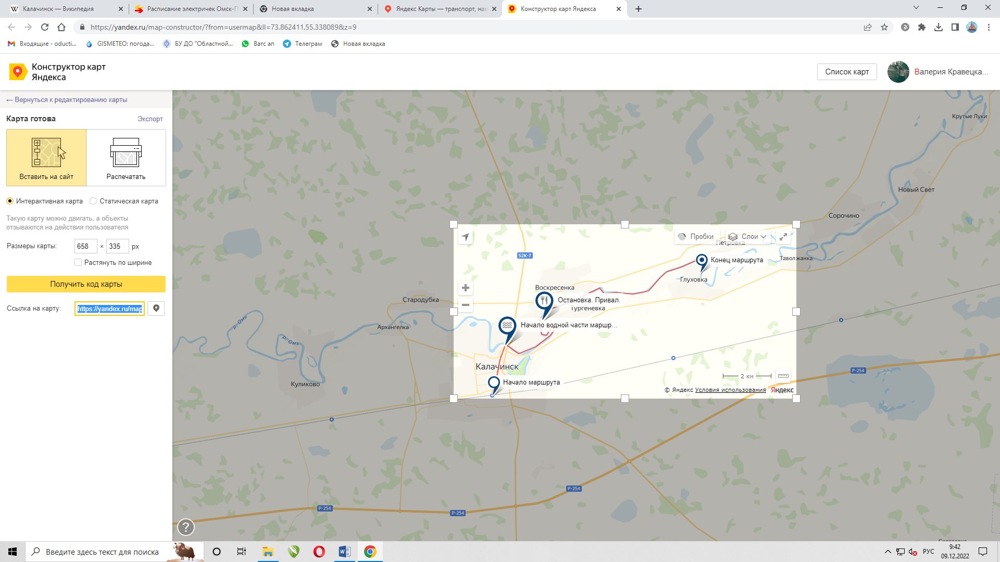 Калачинск — Википедия
Расписание электричек Омск-П
Новая вкладка
Яндекс Карты — транспорт, нав
Конструктор карт Яндекса
https://yandex.ru/map-constructor/?from=usermap&ll=73.862411,55.338089&z=9
Входящие - oducti...
GISMETEO: погода...
БУ ДО "Областной...
Ватс ап
Телеграм
Новая вкладка
Конструктор карт
Яндекса
Список карт
Валерия Кравецка...
← Вернуться к редактированию карты
Карта готова
Экспорт
Вставить на сайт
Распечатать
Интерактивная карта
Статическая карта
Такую карту можно двигать, а объекты
отзываются на действия пользователя
Размеры карты:
658 × 335 px
Растянуть по ширине
Получить код карты
Ссылка на карту:
https://yandex.ru/map
Крутые Луки
Новый Свет
Сорочино
Пробки
Слои
Петровка
52К-7
Таволжанка
Конец маршрута
Глуховка
Воскресенка
Стародубка
Остановка. Привал.
Тургеневка
р. Омь
Архангелка
Начало водной части маршр...
р. Омь
Калачинск
Р-254
2 км
Куликово
Начало маршрута
© Яндекс Условия использования Яндекс
Р-254
Р-254
Р-254
?
Введите здесь текст для поиска
РУС
9:42
09.12.2022